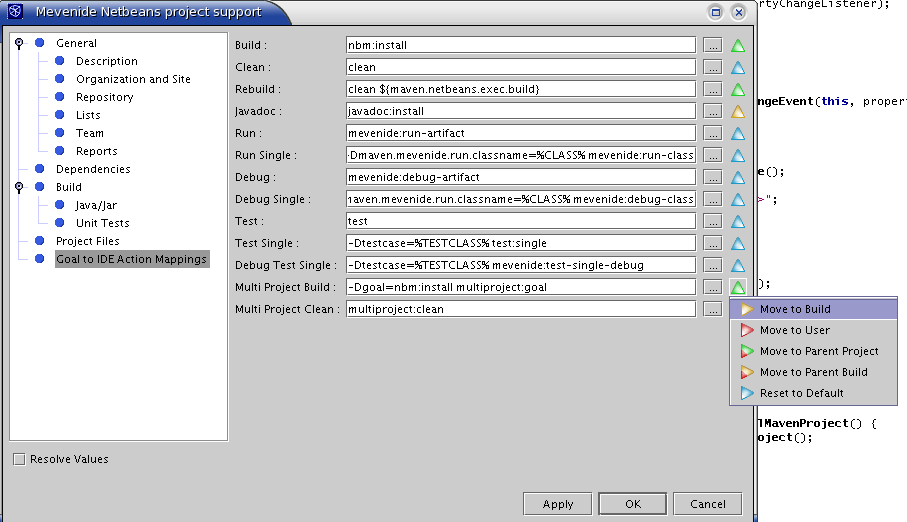 Mevenide Netbeans project support
rtyChangeListener);
General
Description
Organization and Site
Repository
Lists
Team
Reports
Dependencies
Build
Java/Jar
Unit Tests
Project Files
Goal to IDE Action Mappings
Build : nbm:install ...
Clean : clean ...
Rebuild : clean ${maven.netbeans.exec.build} ...
Javadoc : javadoc:install ...
Run : mevenide:run-artifact ...
Run Single : -Dmaven.mevenide.run.classname=%CLASS% mevenide:run-class ...
Debug : mevenide:debug-artifact ...
Debug Single : naven.mevenide.run.classname=%CLASS% mevenide:debug-class ...
Test : test ...
Test Single : -Dtestcase=%TESTCLASS% test:single ...
Debug Test Single : -Dtestcase=%TESTCLASS% mevenide:test-single-debug ...
Multi Project Build : -Dgoal=nbm:install multiproject:goal ...
Multi Project Clean : multiproject:clean ...
ngeEvent(this, propert
e();
>";
);
Move to Build
Move to User
Move to Parent Project
Move to Parent Build
Reset to Default
lMavenProject() {
oject();
Resolve Values
Apply OK Cancel